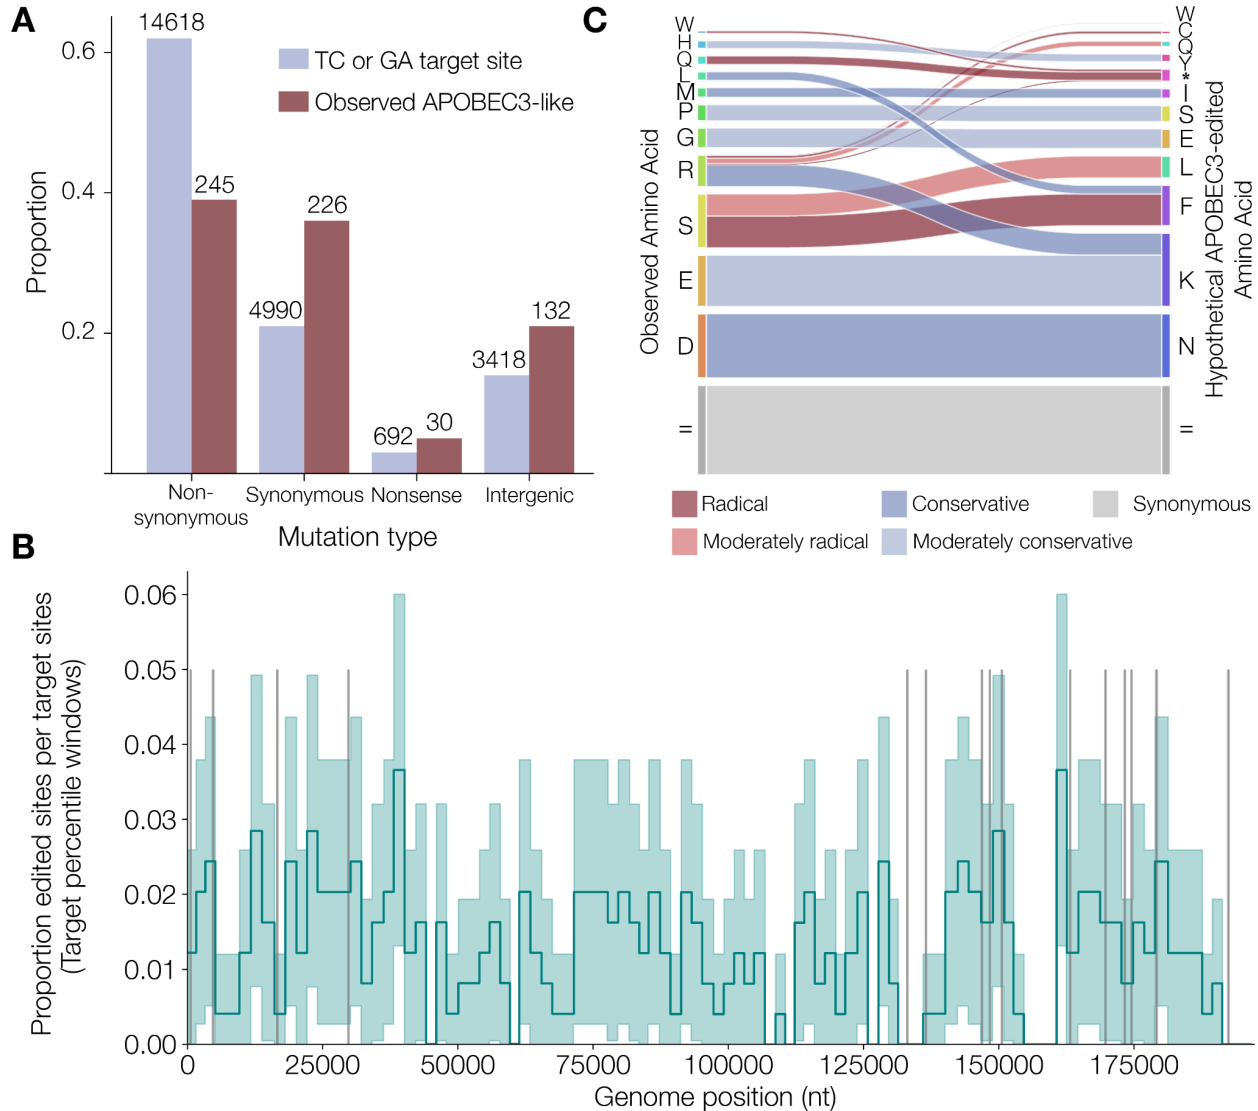 A
14618
0.6
TC or GA target site
Observed APOBEC3-like
Proportion
0.4
245
226
0.2
4990
3418
132
692
30
Non-
synonymous
Synonymous
Nonsense
Intergenic
Mutation type
C
Observed Amino Acid
W
H
Q
L
M
P
G
R
S
E
D
=
W
C
Q
Y
*
I
S
E
L
F
K
N
=
Hypothetical APOBEC3-edited
Amino Acid
Radical
Conservative
Synonymous
Moderately radical
Moderately conservative
B
Proportion edited sites per target sites
(Target percentile windows)
0.06
0.05
0.04
0.03
0.02
0.01
0.00
0
25000
50000
75000
100000
125000
150000
175000
Genome position (nt)